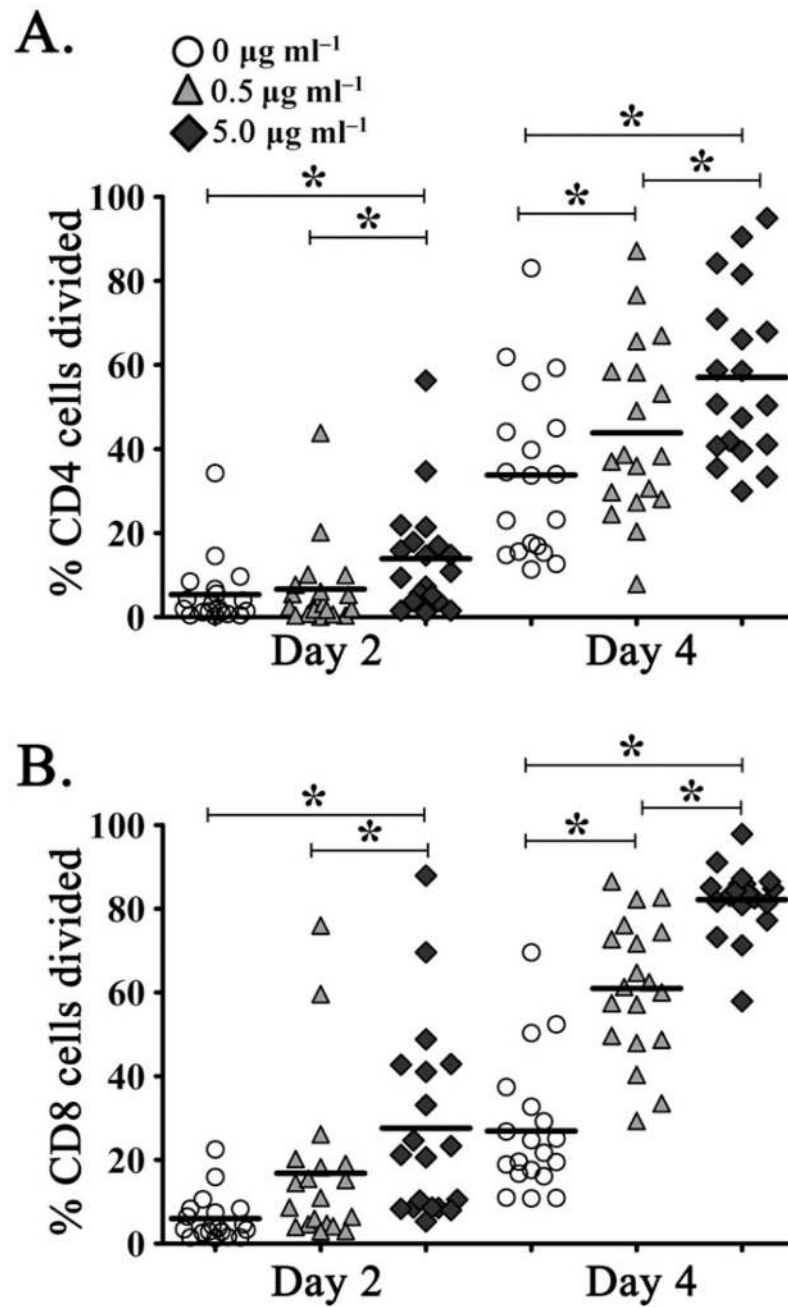 A.
0 µg ml⁻¹
0.5 µg ml⁻¹
5.0 µg ml⁻¹
* *
* * * *
100
80
60
40
20
0
% CD4 cells divided
Day 2 Day 4
B.
* *
* * * *
100
80
60
40
20
0
% CD8 cells divided
Day 2 Day 4